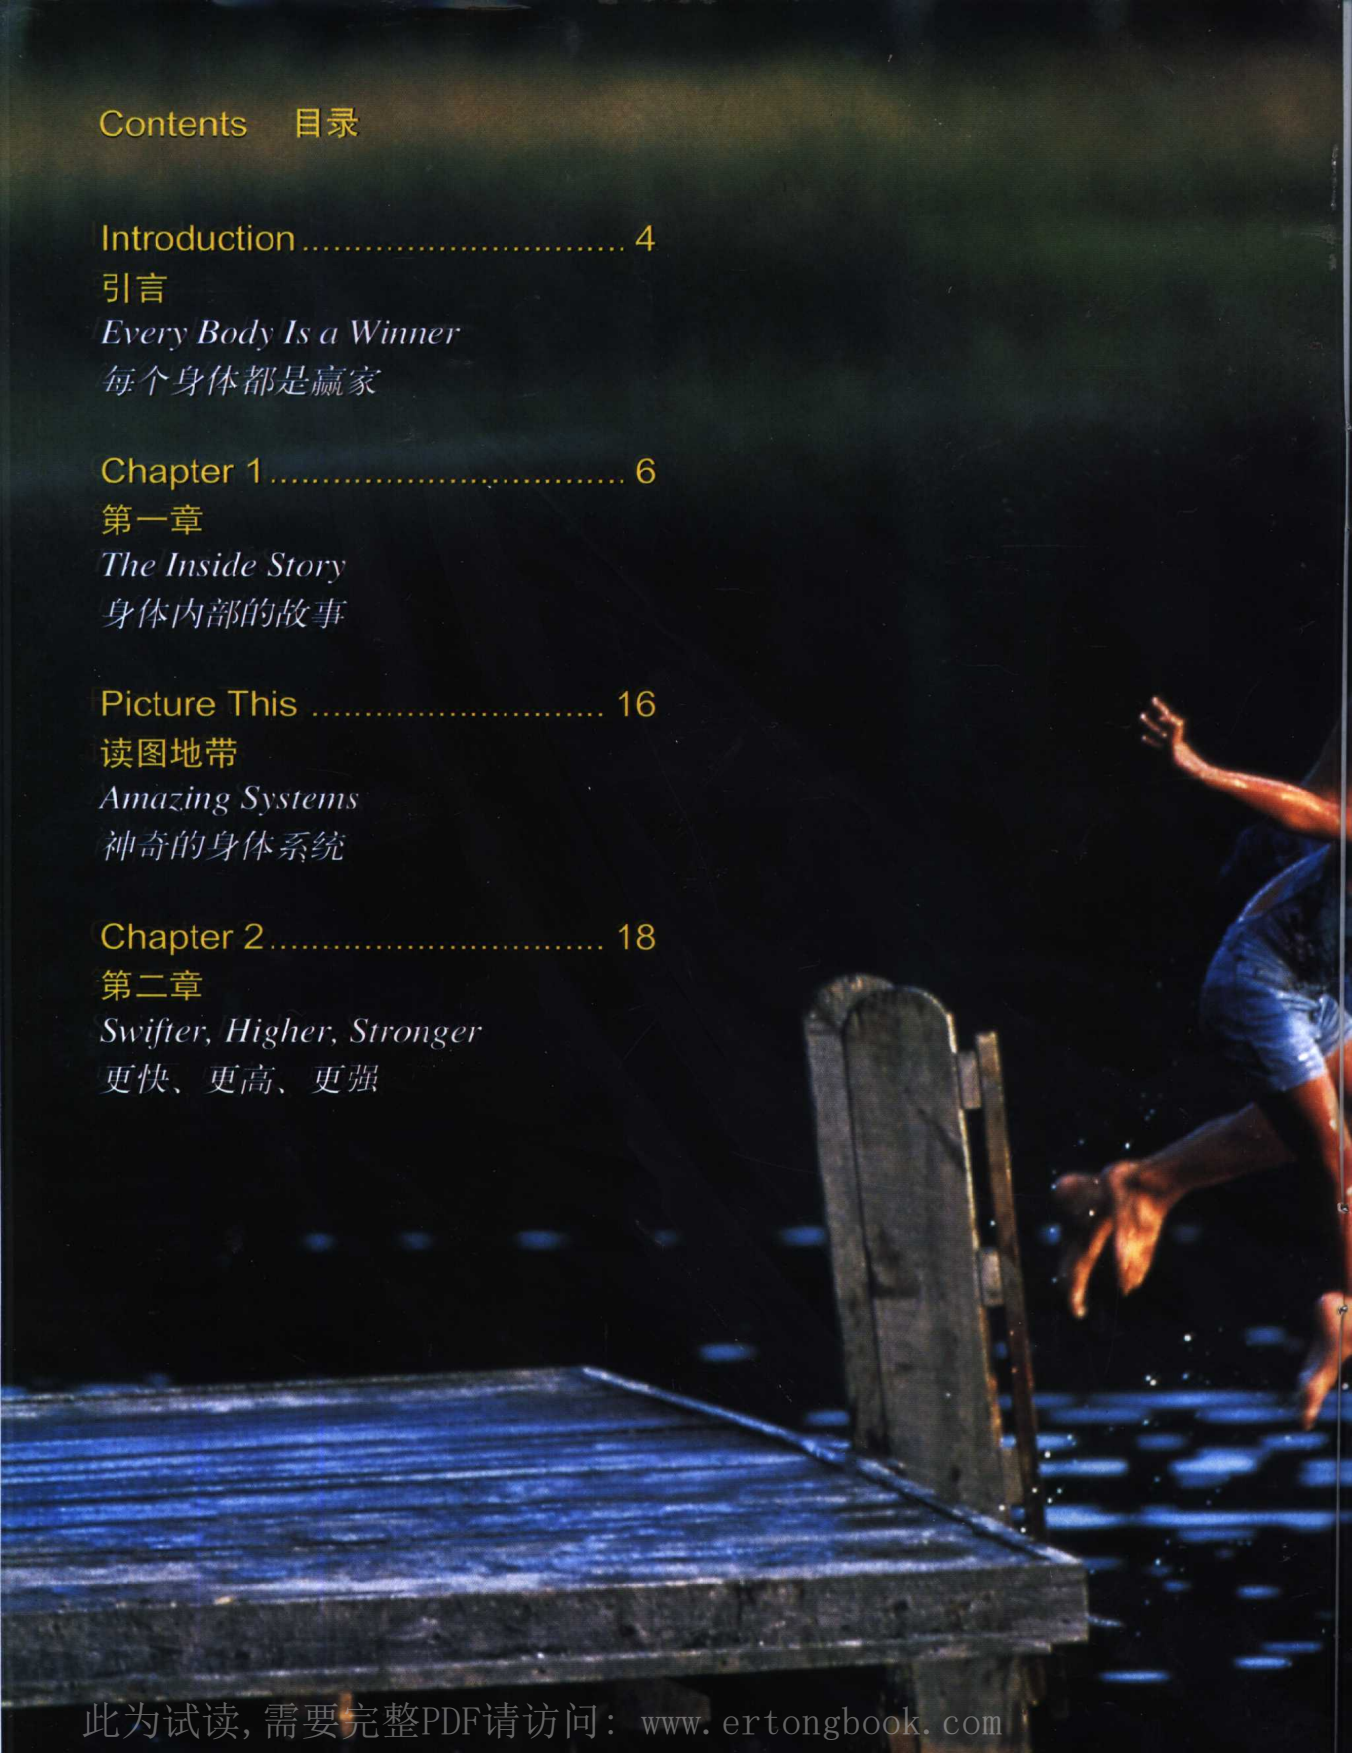 Contents 目录
Introduction.............................. 4
引言
Every Body Is a Winner
每个身体都是赢家
Chapter 1................................. 6
第一章
The Inside Story
身体内部的故事
Picture This ........................... 16
读图地带
Amazing Systems
神奇的身体系统
Chapter 2............................... 18
第二章
Swifter, Higher, Stronger
更快、更高、更强
此为试读,需要完整PDF请访问: www.ertongbook.com